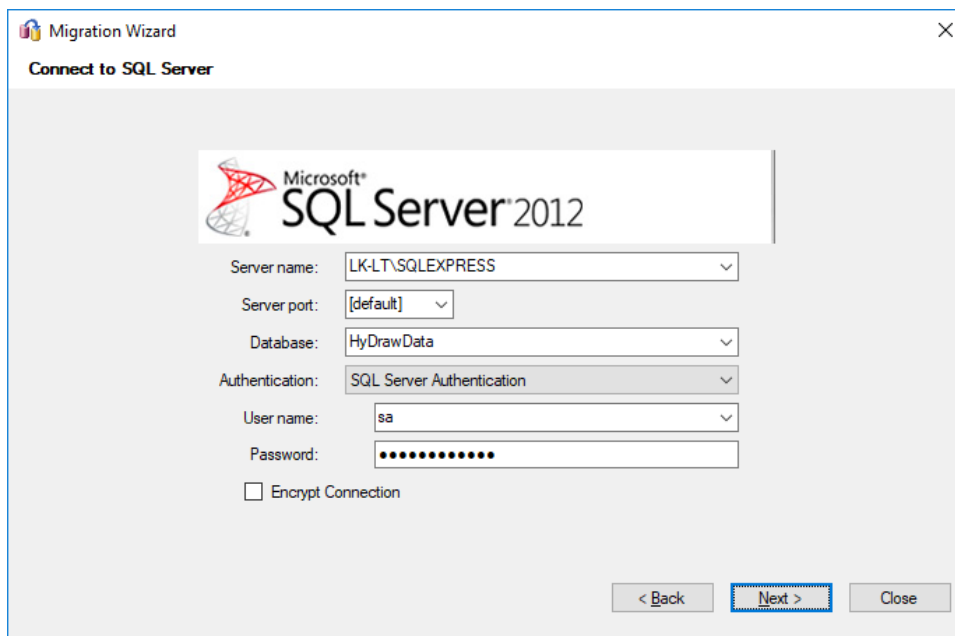 Migration Wizard
Connect to SQL Server
Microsoft®
SQL Server® 2012
Server name: LK-LT\SQLEXPRESS
Server port: [default]
Database: HyDrawData
Authentication: SQL Server Authentication
User name: sa
Password: ●●●●●●●●●●●●
Encrypt Connection
< Back Next > Close